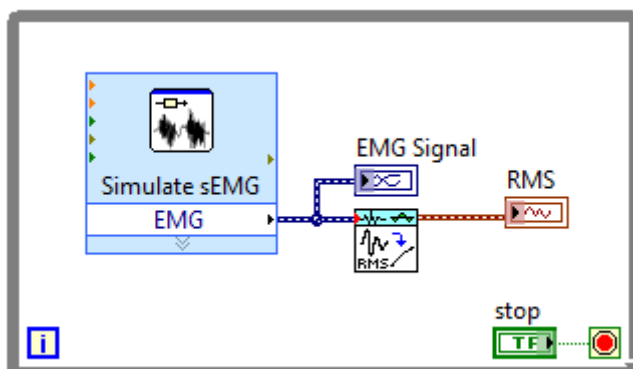 Simulate sEMG
EMG
EMG Signal
RMS
RMS
stop
TF
i